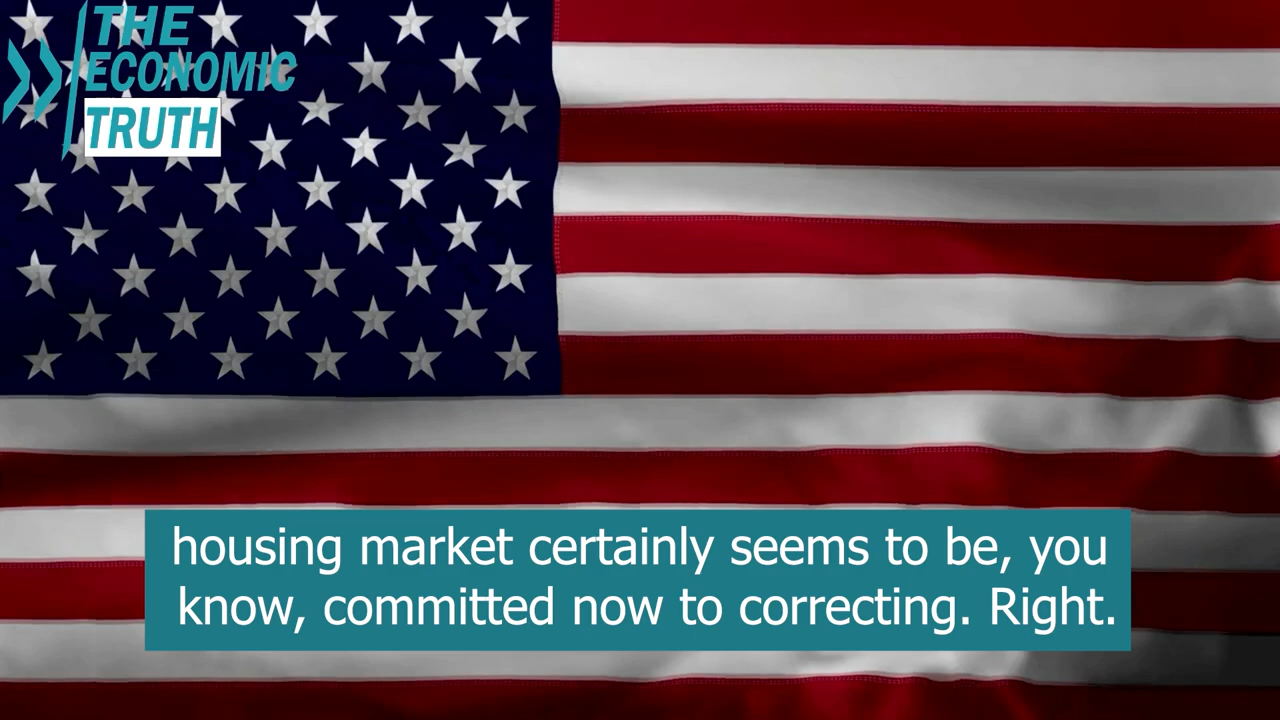 THE
ECONOMIC
TRUTH
housing market certainly seems to be, you
know, committed now to correcting. Right.